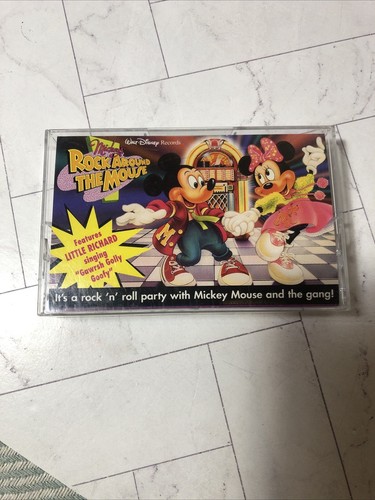 Walt Disney Records
Rock Around
The Mouse
Features
LITTLE RICHARD
singing
"Gawrsh Golly
Goofy"
M
It's a rock 'n' roll party with Mickey Mouse and the gang!